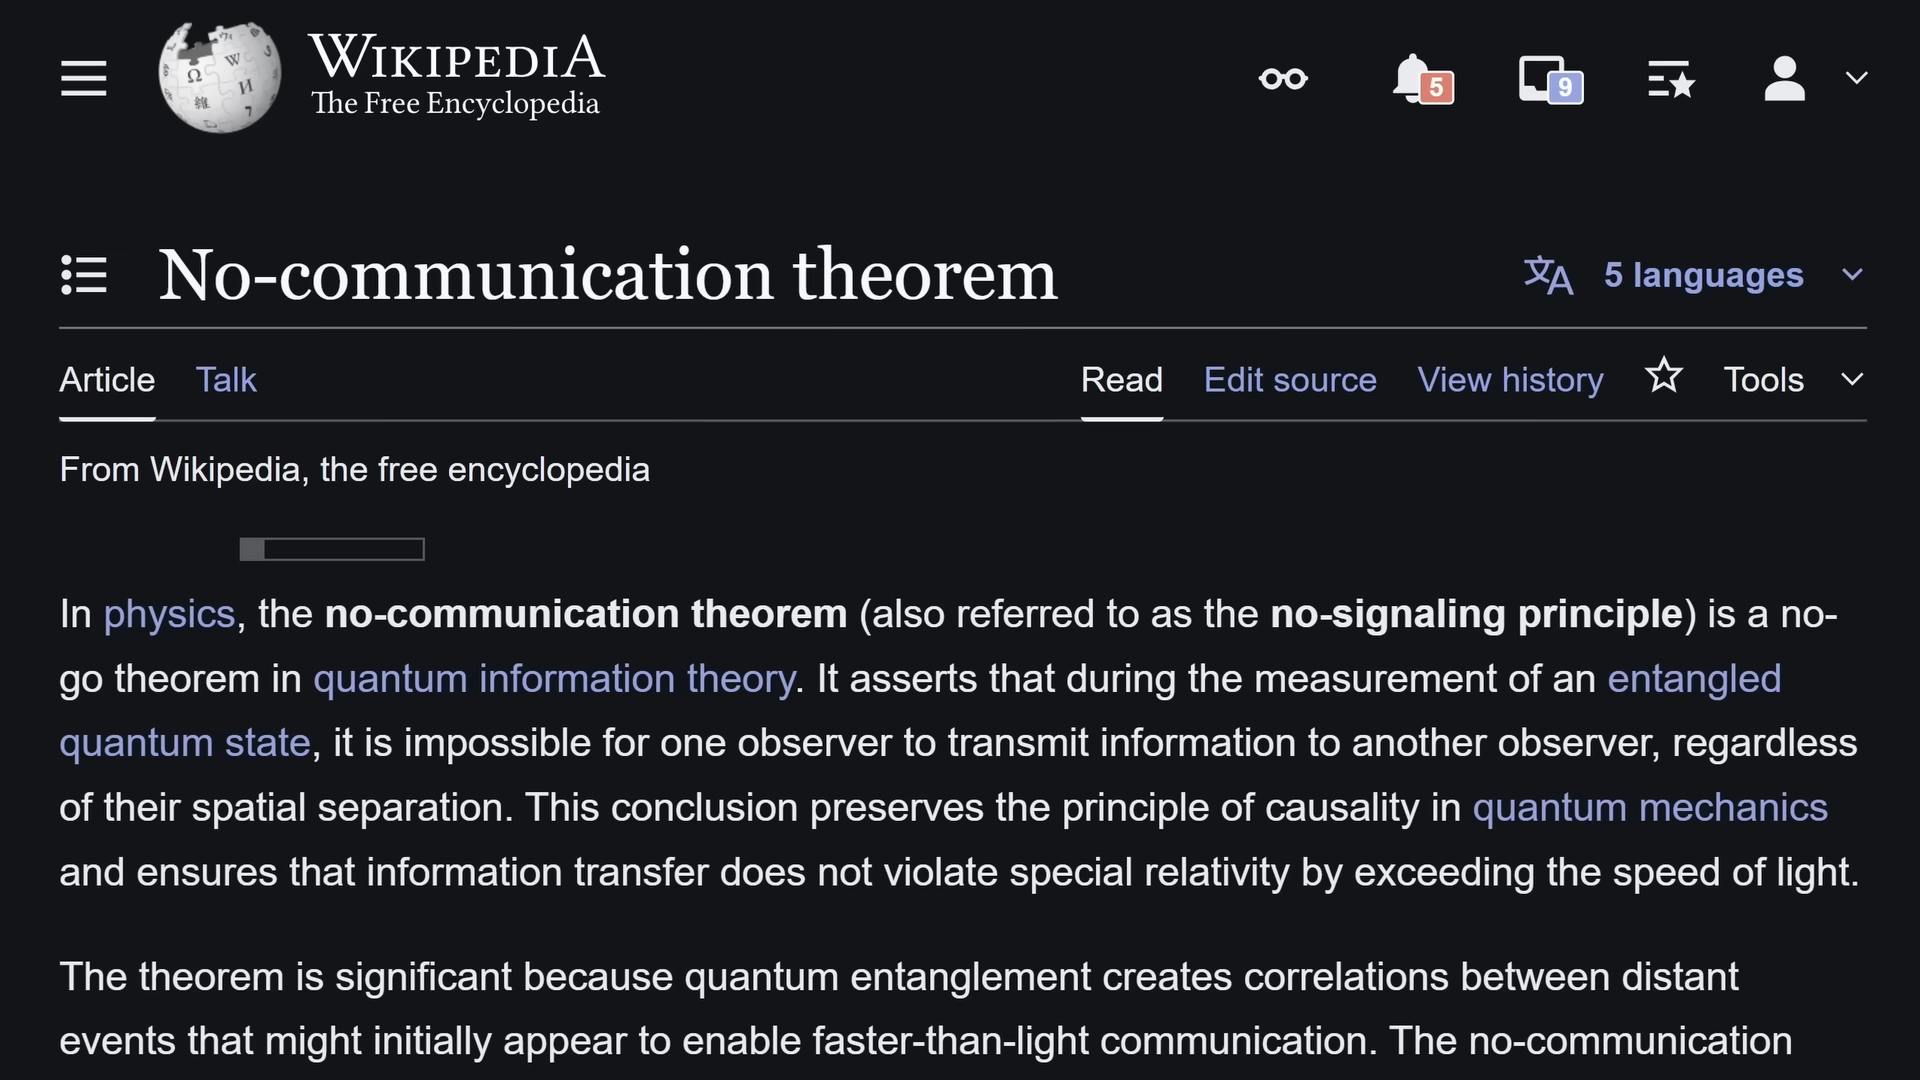 WIKIPEDIA
The Free Encyclopedia
5
9
No-communication theorem
5 languages
Article Talk Read Edit source View history Tools
From Wikipedia, the free encyclopedia
In physics, the no-communication theorem (also referred to as the no-signaling principle) is a no-
go theorem in quantum information theory. It asserts that during the measurement of an entangled
quantum state, it is impossible for one observer to transmit information to another observer, regardless
of their spatial separation. This conclusion preserves the principle of causality in quantum mechanics
and ensures that information transfer does not violate special relativity by exceeding the speed of light.
The theorem is significant because quantum entanglement creates correlations between distant
events that might initially appear to enable faster-than-light communication. The no-communication